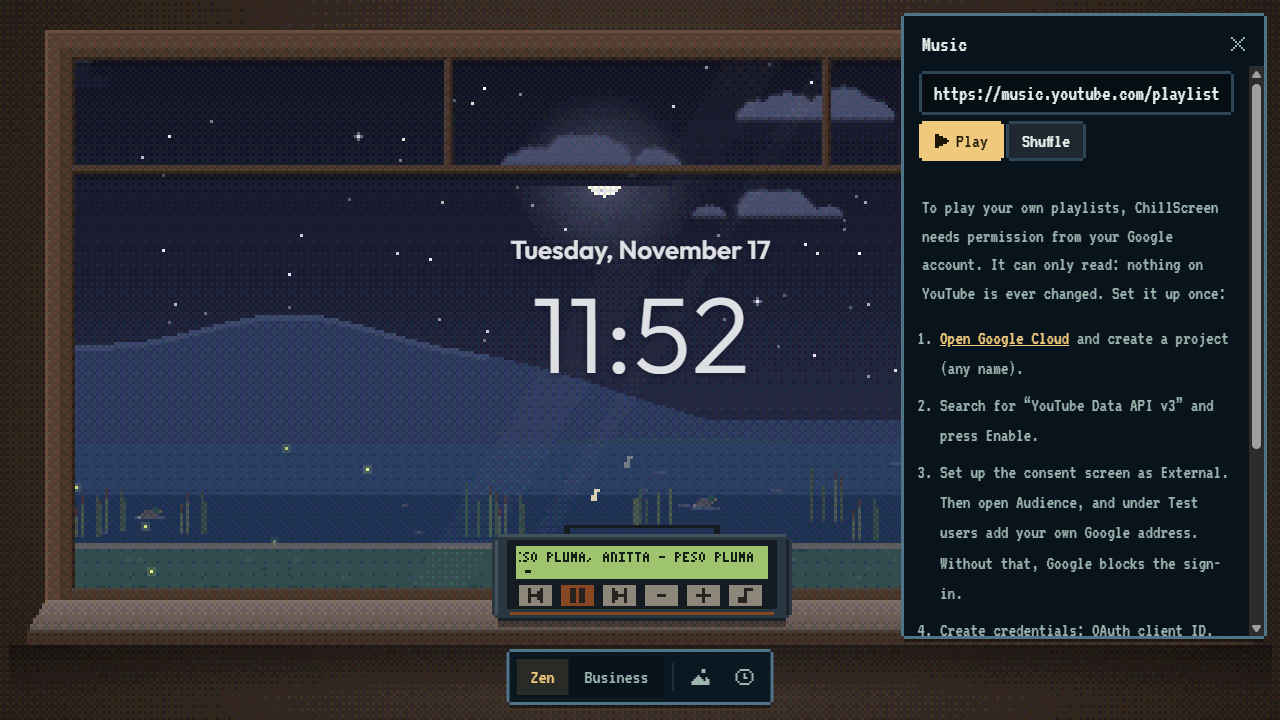 Music
https://music.youtube.com/playlist
Play
Shuffle
To play your own playlists, ChillScreen
needs permission from your Google
account. It can only read: nothing on
YouTube is ever changed. Set it up once:
1. Open Google Cloud and create a project
(any name).
2. Search for “YouTube Data API v3” and
press Enable.
3. Set up the consent screen as External.
Then open Audience, and under Test
users add your own Google address.
Without that, Google blocks the sign-
in.
4. Create credentials: OAuth client ID,
Tuesday, November 17
11:52
SO PLUMA, ANITTA - PESO PLUMA
-
Zen
Business